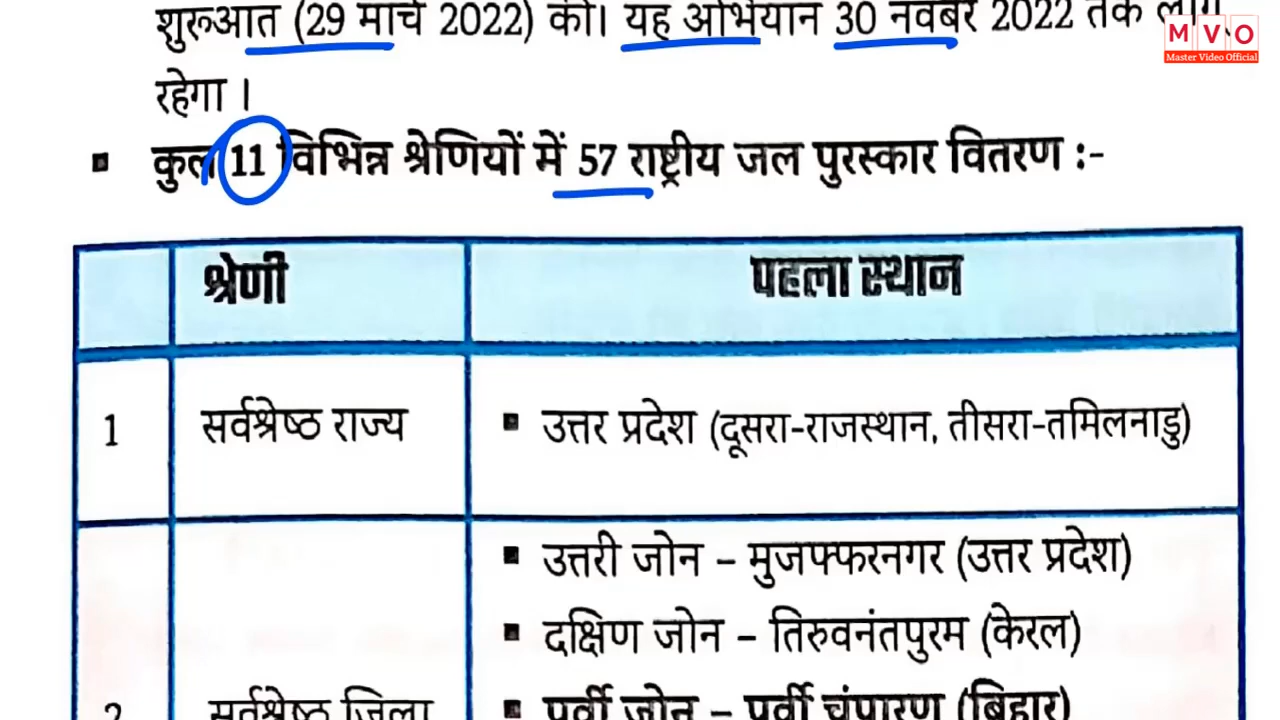 शुरूआत (29 मार्च 2022) की। यह अभियान 30 नवंबर 2022 तक लागू
रहेगा ।
M V O
Master Video Official
▪ कुल 11 विभिन्न श्रेणियों में 57 राष्ट्रीय जल पुरस्कार वितरण :-
श्रेणी पहला स्थान
1 सर्वश्रेष्ठ राज्य ▪ उत्तर प्रदेश (दूसरा-राजस्थान, तीसरा-तमिलनाडु)
▪ उत्तरी जोन – मुजफ्फरनगर (उत्तर प्रदेश)
▪ दक्षिण जोन – तिरुवनंतपुरम (केरल)
2 सर्वश्रेष्ठ जिला ▪ पूर्वी जोन – पूर्वी चंपारण (बिहार)